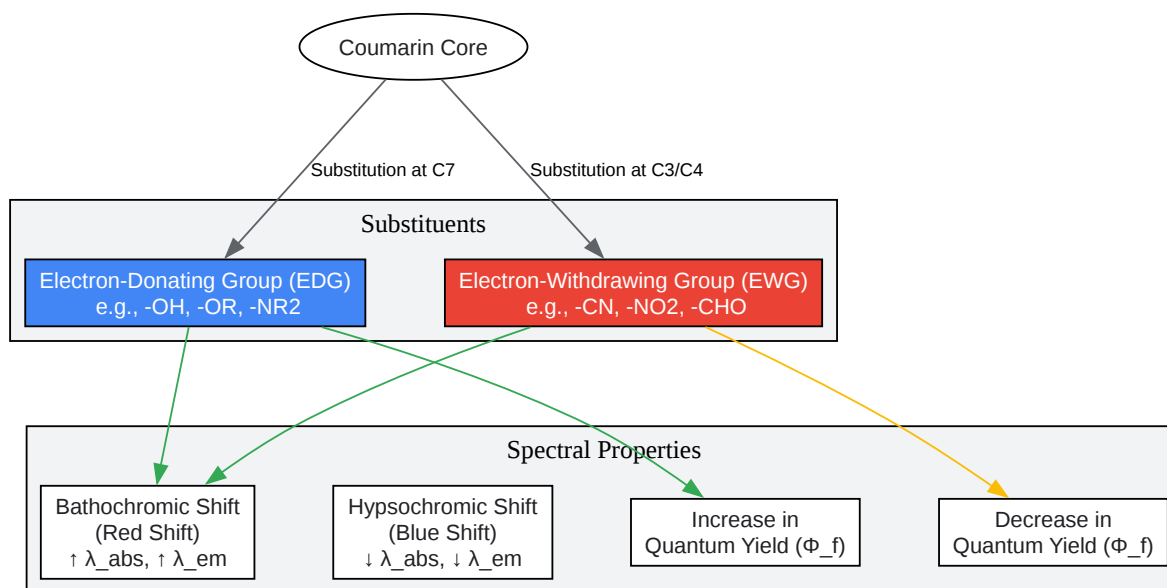 Coumarin Core
Substitution at C7
Substitution at C3/C4
Substituents
Electron-Donating Group (EDG)
e.g., -OH, -OR, -NR2
Electron-Withdrawing Group (EWG)
e.g., -CN, -NO2, -CHO
Spectral Properties
Bathochromic Shift
(Red Shift)
↑ λ_abs, ↑ λ_em
Hypsochromic Shift
(Blue Shift)
↓ λ_abs, ↓ λ_em
Increase in
Quantum Yield (Φ_f)
Decrease in
Quantum Yield (Φ_f)